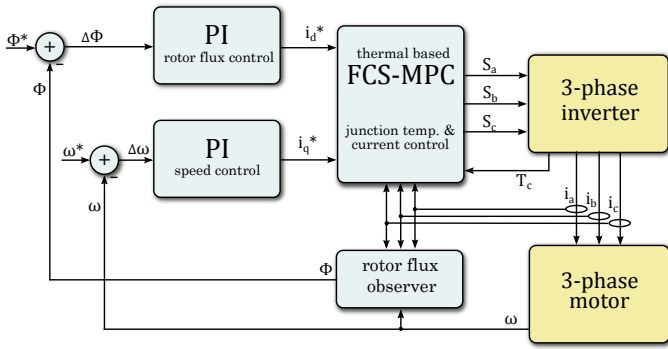 Φ*
+
−
ΔΦ
PI
rotor flux control
i_d*
thermal based
FCS-MPC
junction temp. &
current control
S_a
S_b
S_c
3-phase
inverter
Φ
ω*
+
−
Δω
PI
speed control
i_q*
T_c
i_a
i_b
i_c
ω
Φ
rotor flux
observer
ω
3-phase
motor